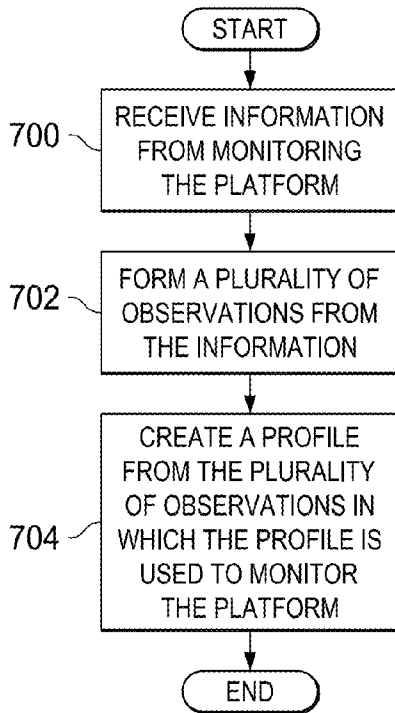 START
700
RECEIVE INFORMATION
FROM MONITORING
THE PLATFORM
702
FORM A PLURALITY OF
OBSERVATIONS FROM
THE INFORMATION
704
CREATE A PROFILE
FROM THE PLURALITY
OF OBSERVATIONS IN
WHICH THE PROFILE IS
USED TO MONITOR
THE PLATFORM
END